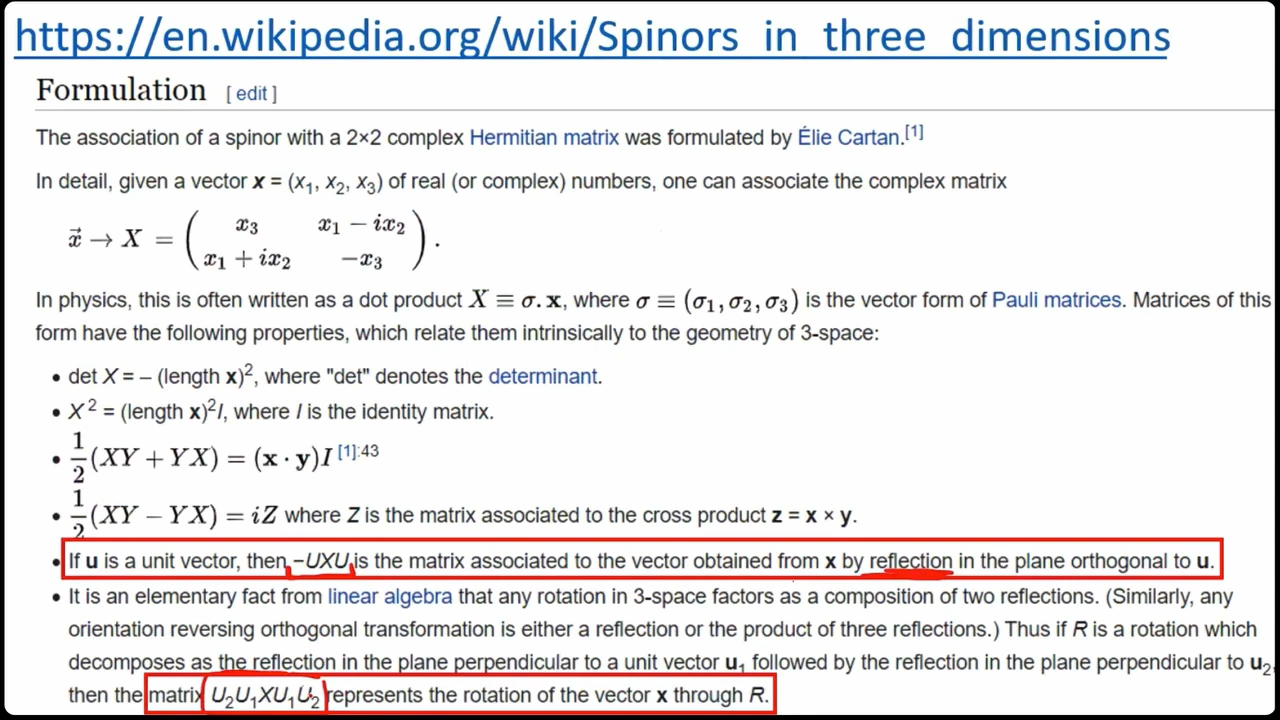 https://en.wikipedia.org/wiki/Spinors_in_three_dimensions
Formulation [ edit ]
The association of a spinor with a 2×2 complex Hermitian matrix was formulated by Élie Cartan.[1]
In detail, given a vector x = (x1, x2, x3) of real (or complex) numbers, one can associate the complex matrix
x⃗ → X = ( x3 x1 − ix2
x1 + ix2 −x3 ) .
In physics, this is often written as a dot product X ≡ σ.x, where σ ≡ (σ1, σ2, σ3) is the vector form of Pauli matrices. Matrices of this
form have the following properties, which relate them intrinsically to the geometry of 3-space:
• det X = – (length x)², where "det" denotes the determinant.
• X² = (length x)²I, where I is the identity matrix.
• 1/2 (XY + YX) = (x · y)I [1]:43
• 1/2 (XY − YX) = iZ where Z is the matrix associated to the cross product z = x × y.
• If u is a unit vector, then −UXU is the matrix associated to the vector obtained from x by reflection in the plane orthogonal to u.
• It is an elementary fact from linear algebra that any rotation in 3-space factors as a composition of two reflections. (Similarly, any
orientation reversing orthogonal transformation is either a reflection or the product of three reflections.) Thus if R is a rotation which
decomposes as the reflection in the plane perpendicular to a unit vector u1 followed by the reflection in the plane perpendicular to u2,
then the matrix U2U1XU1U2 represents the rotation of the vector x through R.